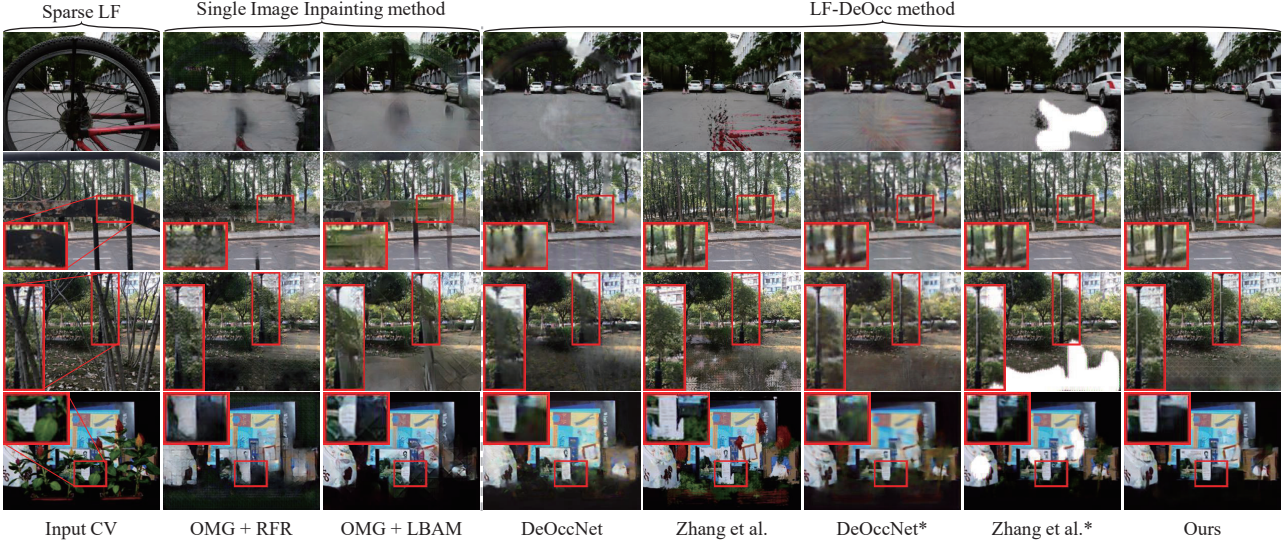 Sparse LF
Single Image Inpainting method
LF-DeOcc method
Input CV
OMG + RFR
OMG + LBAM
DeOccNet
Zhang et al.
DeOccNet*
Zhang et al.*
Ours